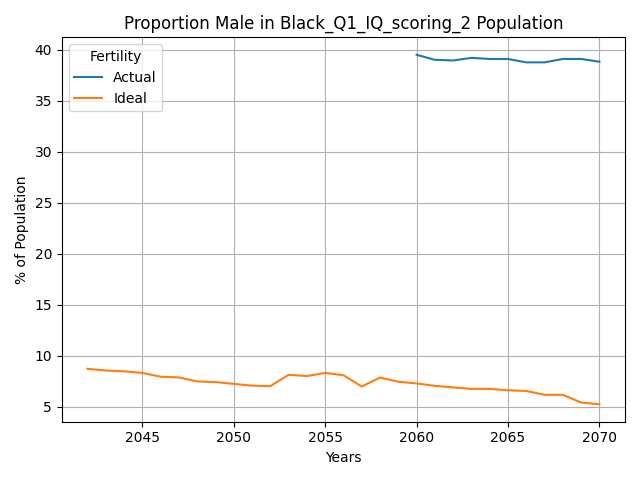 Proportion Male in Black_Q1_IQ_scoring_2 Population
Fertility
Actual
Ideal
% of Population
40
35
30
25
20
15
10
5
2045
2050
2055
2060
2065
2070
Years